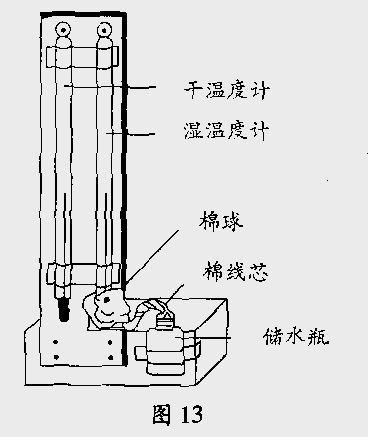 干温度计
湿温度计
棉球
棉线芯
储水瓶
图 13